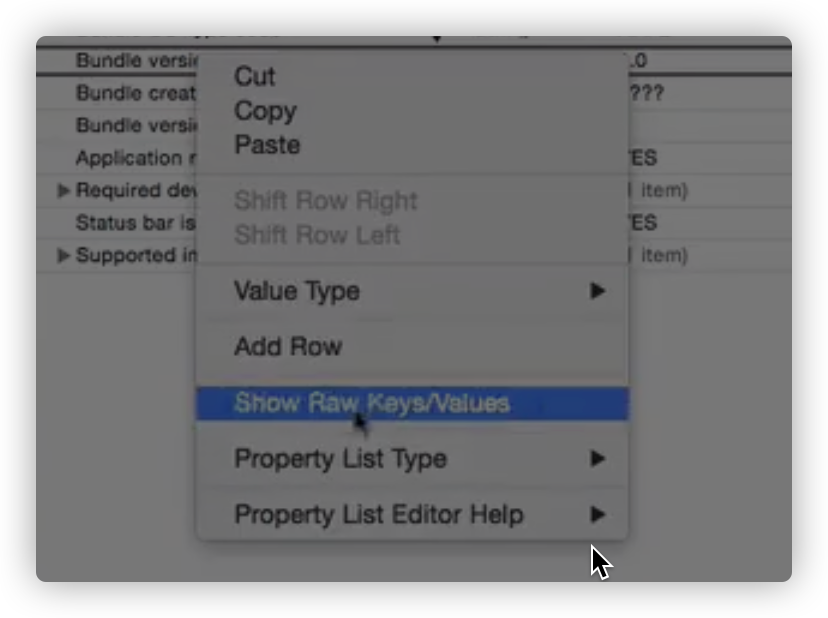 Bundle versi
.0
Cut
Bundle creat
???
Copy
Bundle versi
Paste
Application r
ES
Required dev
item)
Shift Row Right
Status bar is
ES
Shift Row Left
Supported in
item)
Value Type
Add Row
Show Raw Keys/Values
Property List Type
Property List Editor Help